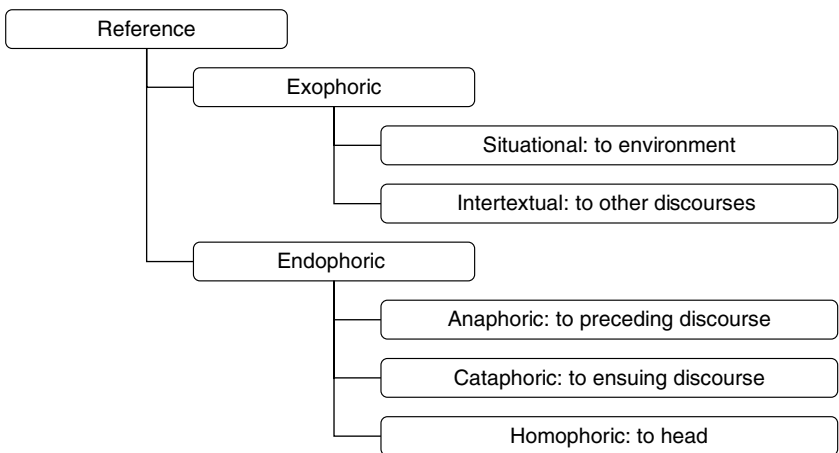 Reference
Exophoric
Situational: to environment
Intertextual: to other discourses
Endophoric
Anaphoric: to preceding discourse
Cataphoric: to ensuing discourse
Homophoric: to head